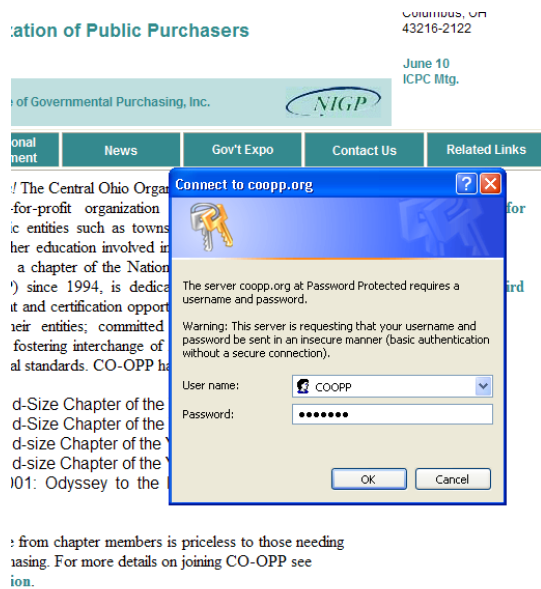 Columbus, OH
43216-2122
zation of Public Purchasers
June 10
ICPC Mtg.
e of Governmental Purchasing, Inc.
NIGP
onal
ment
News
Gov't Expo
Contact Us
Related Links
! The Central Ohio Organ
-for-profit organization
for
ic entities such as towns
her education involved in
a chapter of the Nation
) since 1994, is dedica
ird
nt and certification opport
heir entities; committed
fostering interchange of
al standards. CO-OPP ha
Connect to coopp.org
The server coopp.org at Password Protected requires a
username and password.
Warning: This server is requesting that your username and
password be sent in an insecure manner (basic authentication
without a secure connection).
User name:
COOPP
Password:
•••••••
OK
Cancel
d-Size Chapter of the
d-Size Chapter of the
d-size Chapter of the Y
d-size Chapter of the Y
001: Odyssey to the
e from chapter members is priceless to those needing
hasing. For more details on joining CO-OPP see
ion.